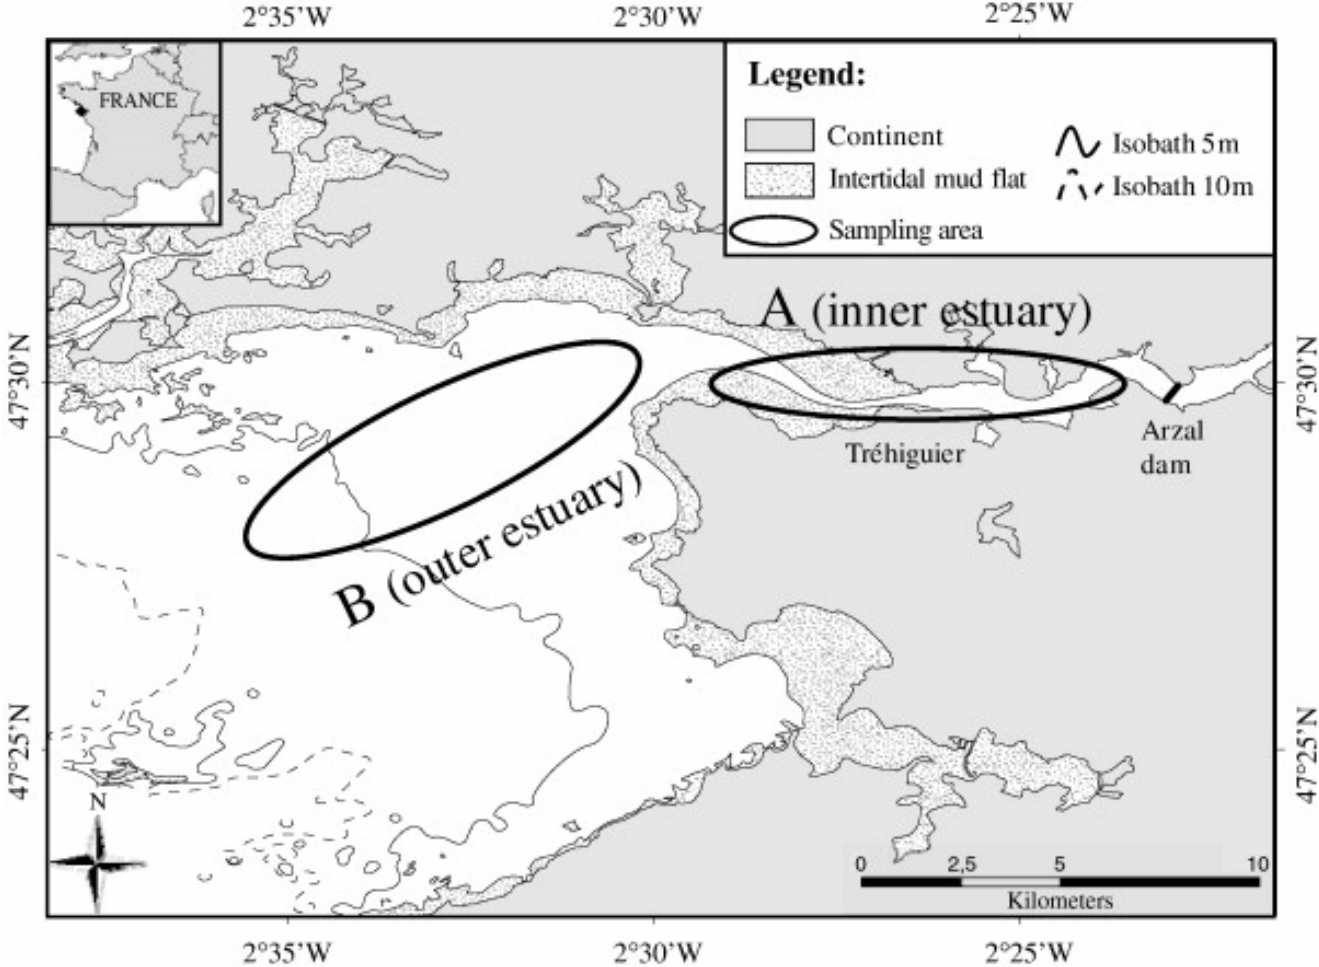 2°35'W 2°30'W 2°25'W
FRANCE
Legend:
Continent
Intertidal mud flat
Sampling area
Isobath 5m
Isobath 10m
A (inner estuary)
47°30'N
47°30'N
Arzal
dam
Tréhiguier
B (outer estuary)
47°25'N
47°25'N
N
0 2,5 5 10
Kilometers
2°35'W 2°30'W 2°25'W